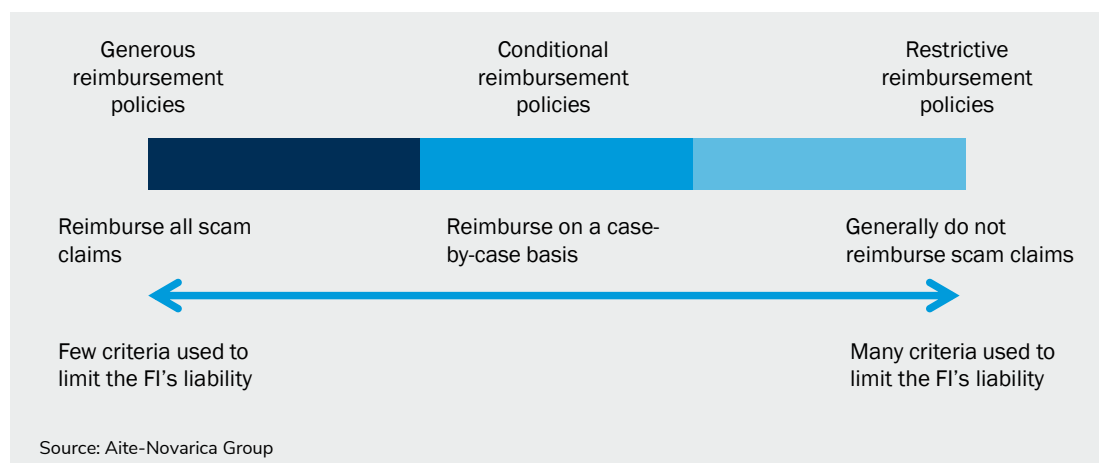 Generous
reimbursement
policies
Conditional
reimbursement
policies
Restrictive
reimbursement
policies
Reimburse all scam
claims
Reimburse on a case-
by-case basis
Generally do not
reimburse scam claims
Few criteria used to
limit the FI's liability
Many criteria used to
limit the FI's liability
Source: Aite-Novarica Group